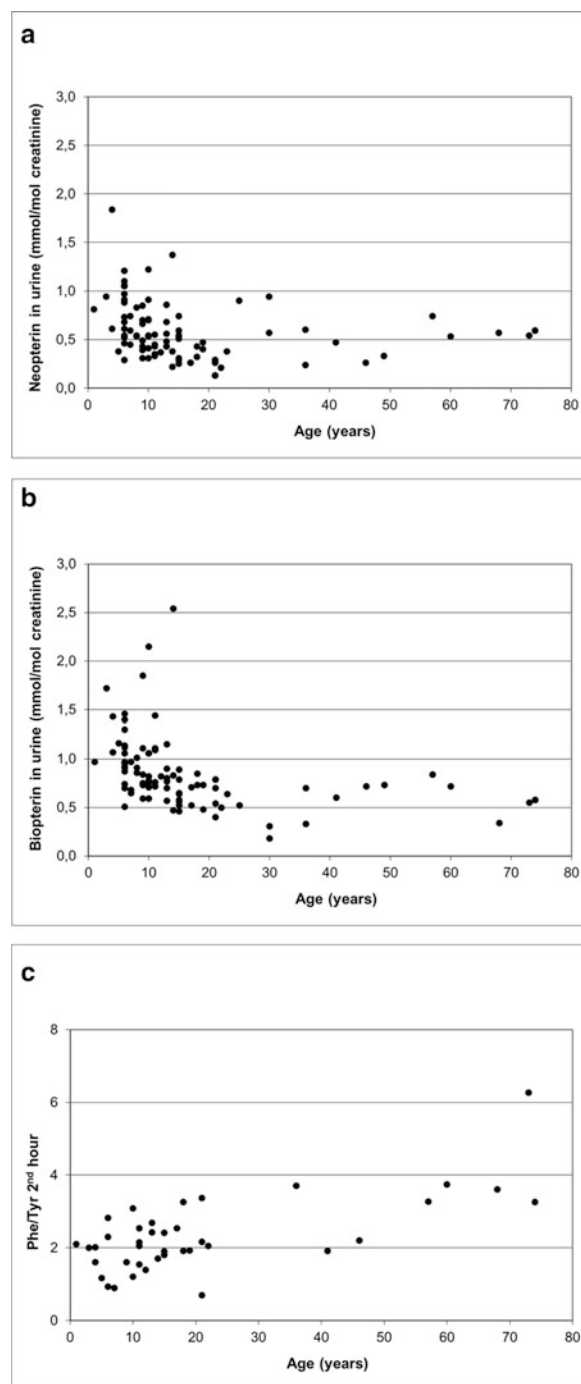 a
Neopterin in urine (mmol/mol creatinine)
3,0
2,5
2,0
1,5
1,0
0,5
0,0
0 10 20 30 40 50 60 70 80
Age (years)
b
Biopterin in urine (mmol/mol creatinine)
3,0
2,5
2,0
1,5
1,0
0,5
0,0
0 10 20 30 40 50 60 70 80
Age (years)
c
Phe/Tyr 2nd hour
8
6
4
2
0
0 10 20 30 40 50 60 70 80
Age (years)